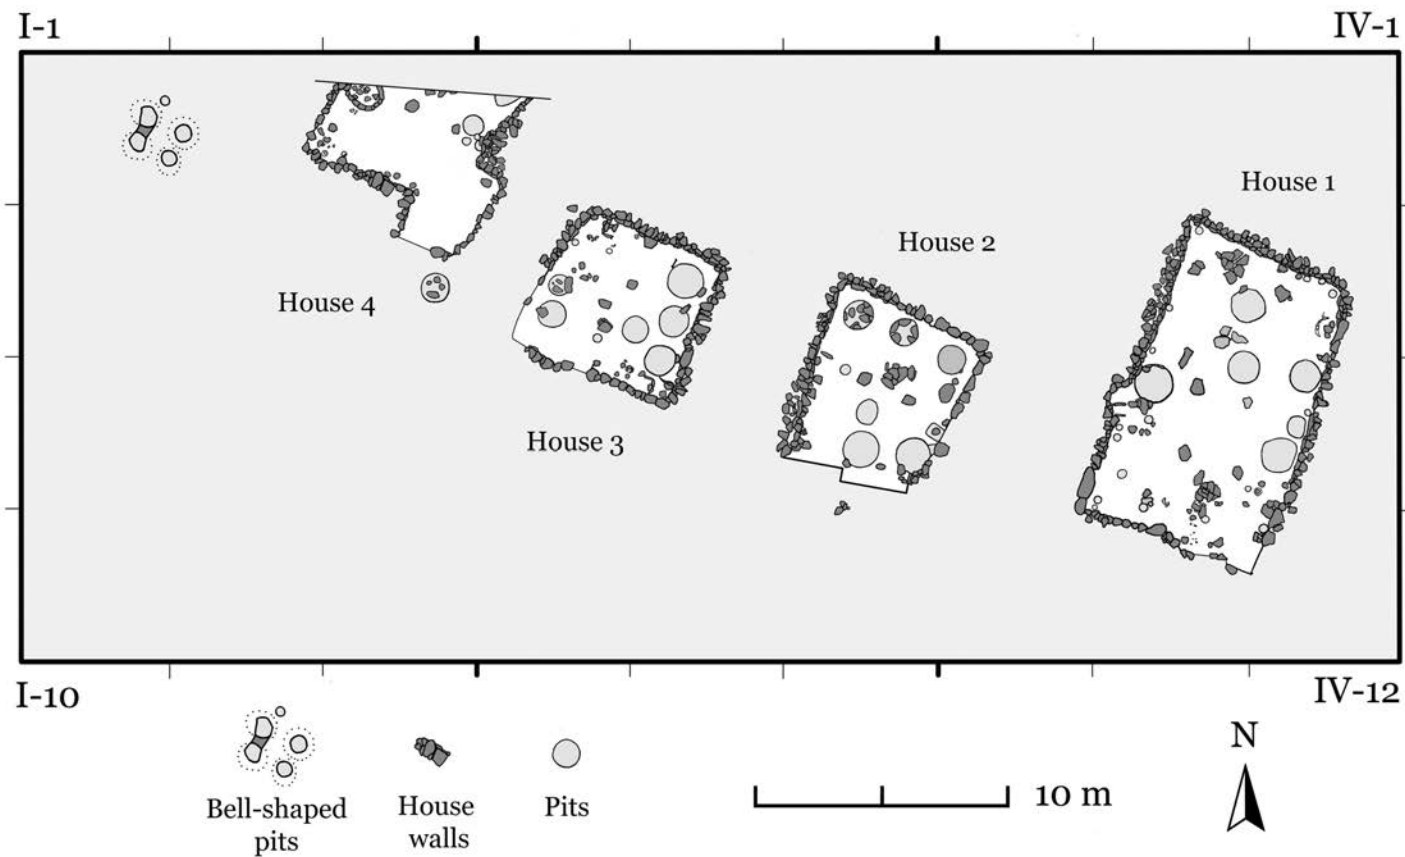 I-1
IV-1
House 1
House 2
House 4
House 3
I-10
IV-12
N
10 m
Bell-shaped
pits
House
walls
Pits